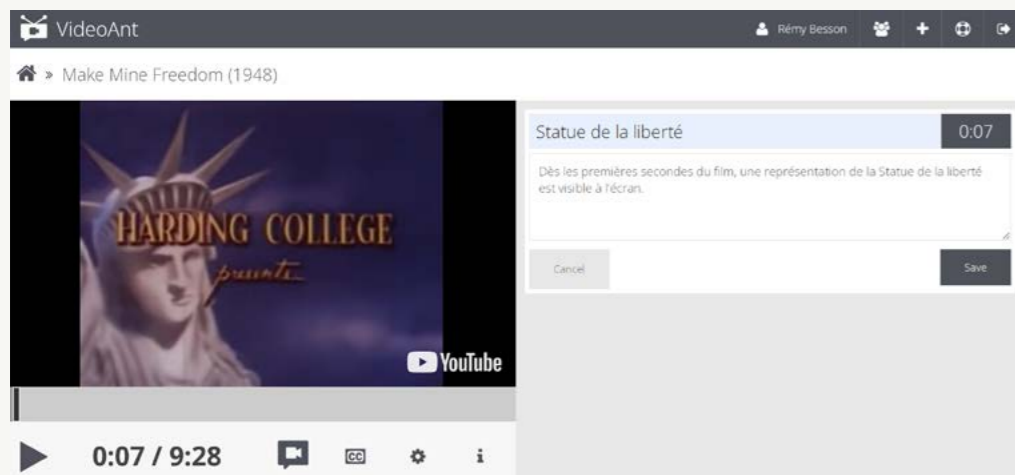 VideoAnt
Rémy Besson
» Make Mine Freedom (1948)
HARDING COLLEGE
presents
YouTube
0:07 / 9:28
CC
i
Statue de la liberté
0:07
Dès les premières secondes du film, une représentation de la Statue de la liberté
est visible à l'écran.
Cancel
Save